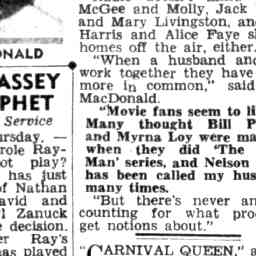 McGee and Molly, Jack
and Mary Livingston, an
Harris and Alice Faye s
homes off the air, either.
"When a husband and
work together they have
more in common," said
MacDonald.
"Movie fans seem to li
Many thought Bill P
and Myrna Loy were ma
when they did 'The
Man' series, and Nelson
has been called my hus
many times.
"But there's never an
counting for what pro
get notions about."
"CARNIVAL QUEEN," a
ONALD
ASSEY
PHET
Service
ursday. —
role Ray-
ot play?
has just
of Nathan
avid and
l Zanuck
e decision.
er Ray's
as played